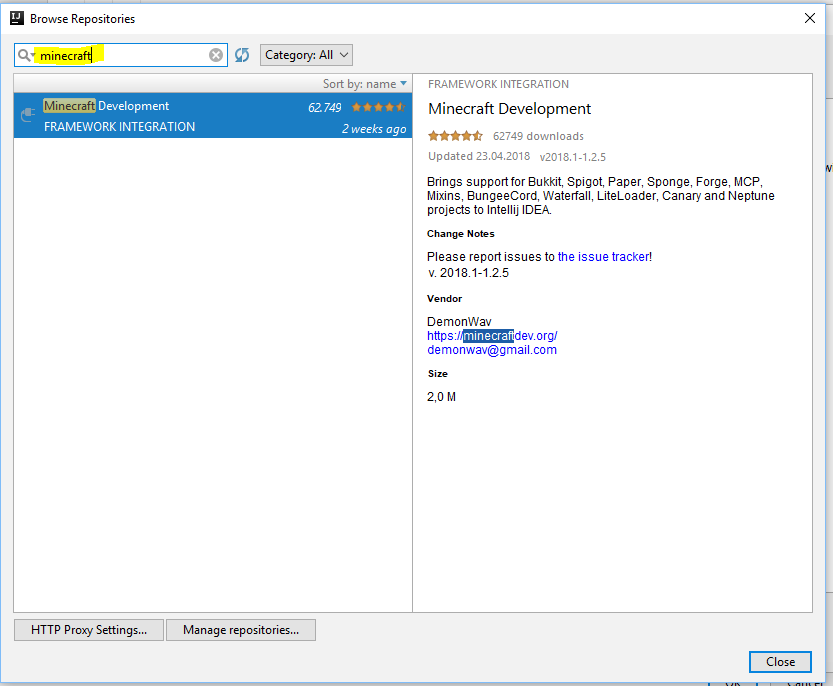 Browse Repositories
minecraft
Category: All
Sort by: name
Minecraft Development
62.749
FRAMEWORK INTEGRATION
2 weeks ago
FRAMEWORK INTEGRATION
Minecraft Development
62749 downloads
Updated 23.04.2018 v2018.1-1.2.5
Brings support for Bukkit, Spigot, Paper, Sponge, Forge, MCP,
Mixins, BungeeCord, Waterfall, LiteLoader, Canary and Neptune
projects to Intellij IDEA.
Change Notes
Please report issues to the issue tracker!
v. 2018.1-1.2.5
Vendor
DemonWav
https://minecraftdev.org/
demonwav@gmail.com
Size
2,0 M
HTTP Proxy Settings...
Manage repositories...
Close